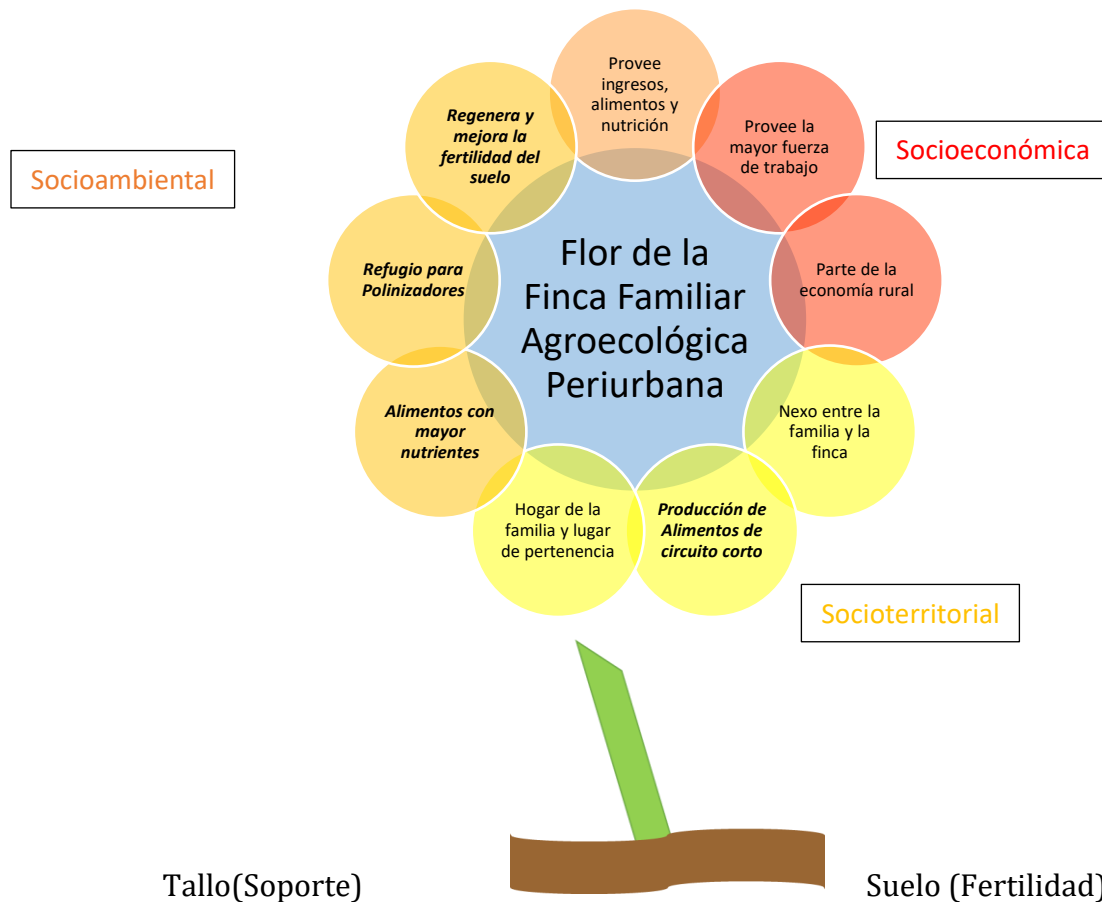 Provee
ingresos,
alimentos y
nutrición
Regenera y
mejora la
fertilidad del
suelo
Provee la
mayor fuerza
de trabajo
Socioeconómica
Socioambiental
Flor de la
Finca Familiar
Agroecológica
Periurbana
Refugio para
Polinizadores
Parte de la
economía rural
Alimentos con
mayor
nutrientes
Nexo entre la
familia y la
finca
Hogar de la
familia y lugar
de pertenencia
Producción de
Alimentos de
circuito corto
Socioterritorial
Tallo(Soporte)
Suelo (Fertilidad)